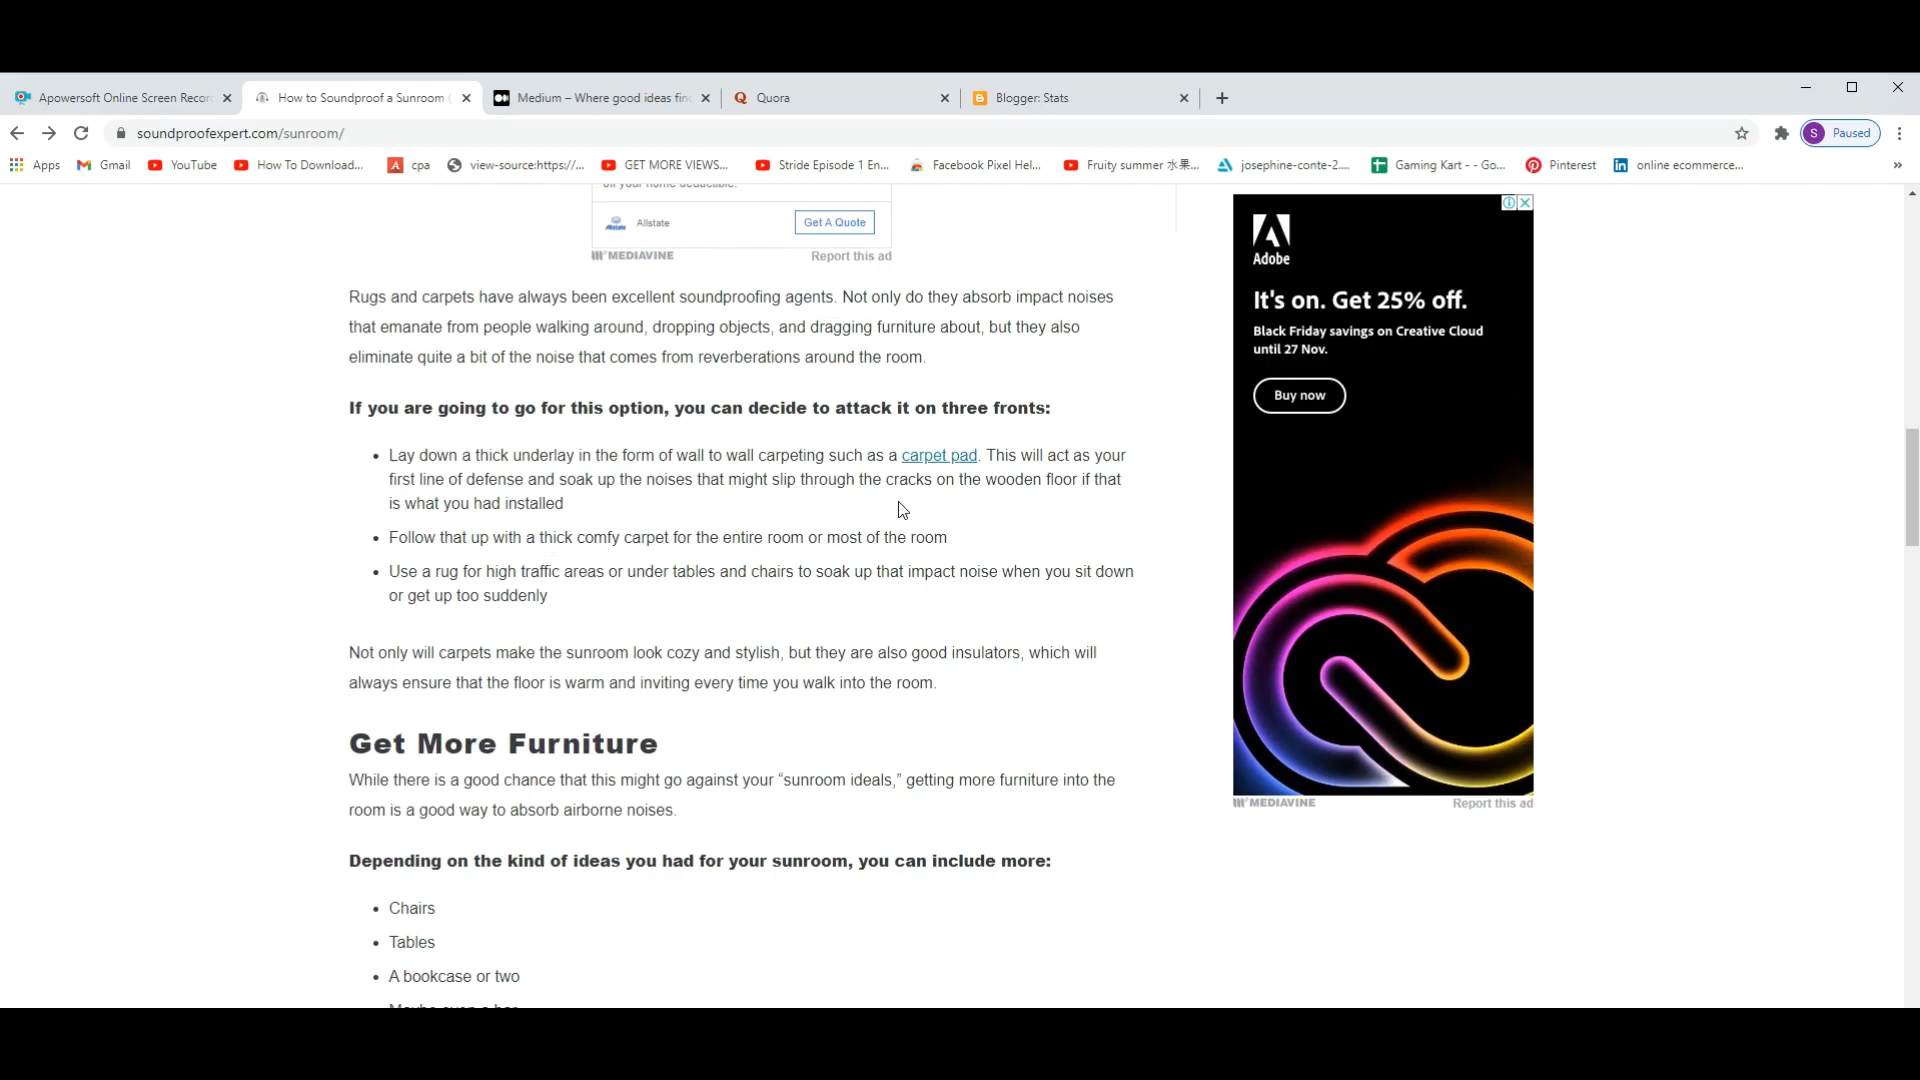 Apowersoft Online Screen Recor
How to Soundproof a Sunroom (
Medium – Where good ideas fin
Quora
Blogger: Stats
soundproofexpert.com/sunroom/
S Paused
Apps
Gmail
YouTube
How To Download...
cpa
view-source:https://...
GET MORE VIEWS...
Stride Episode 1 En...
Facebook Pixel Hel...
Fruity summer 水果...
josephine-conte-2....
Gaming Kart - - Go...
Pinterest
online ecommerce...
»
off your home deductible.
Allstate
Get A Quote
MEDIAVINE
Report this ad
Rugs and carpets have always been excellent soundproofing agents. Not only do they absorb impact noises
that emanate from people walking around, dropping objects, and dragging furniture about, but they also
eliminate quite a bit of the noise that comes from reverberations around the room.
If you are going to go for this option, you can decide to attack it on three fronts:
• Lay down a thick underlay in the form of wall to wall carpeting such as a carpet pad. This will act as your
first line of defense and soak up the noises that might slip through the cracks on the wooden floor if that
is what you had installed
• Follow that up with a thick comfy carpet for the entire room or most of the room
• Use a rug for high traffic areas or under tables and chairs to soak up that impact noise when you sit down
or get up too suddenly
Not only will carpets make the sunroom look cozy and stylish, but they are also good insulators, which will
always ensure that the floor is warm and inviting every time you walk into the room.
Get More Furniture
While there is a good chance that this might go against your “sunroom ideals,” getting more furniture into the
room is a good way to absorb airborne noises.
Depending on the kind of ideas you had for your sunroom, you can include more:
• Chairs
• Tables
• A bookcase or two
Maybe even a bar
Adobe
It's on. Get 25% off.
Black Friday savings on Creative Cloud
until 27 Nov.
Buy now
MEDIAVINE
Report this ad